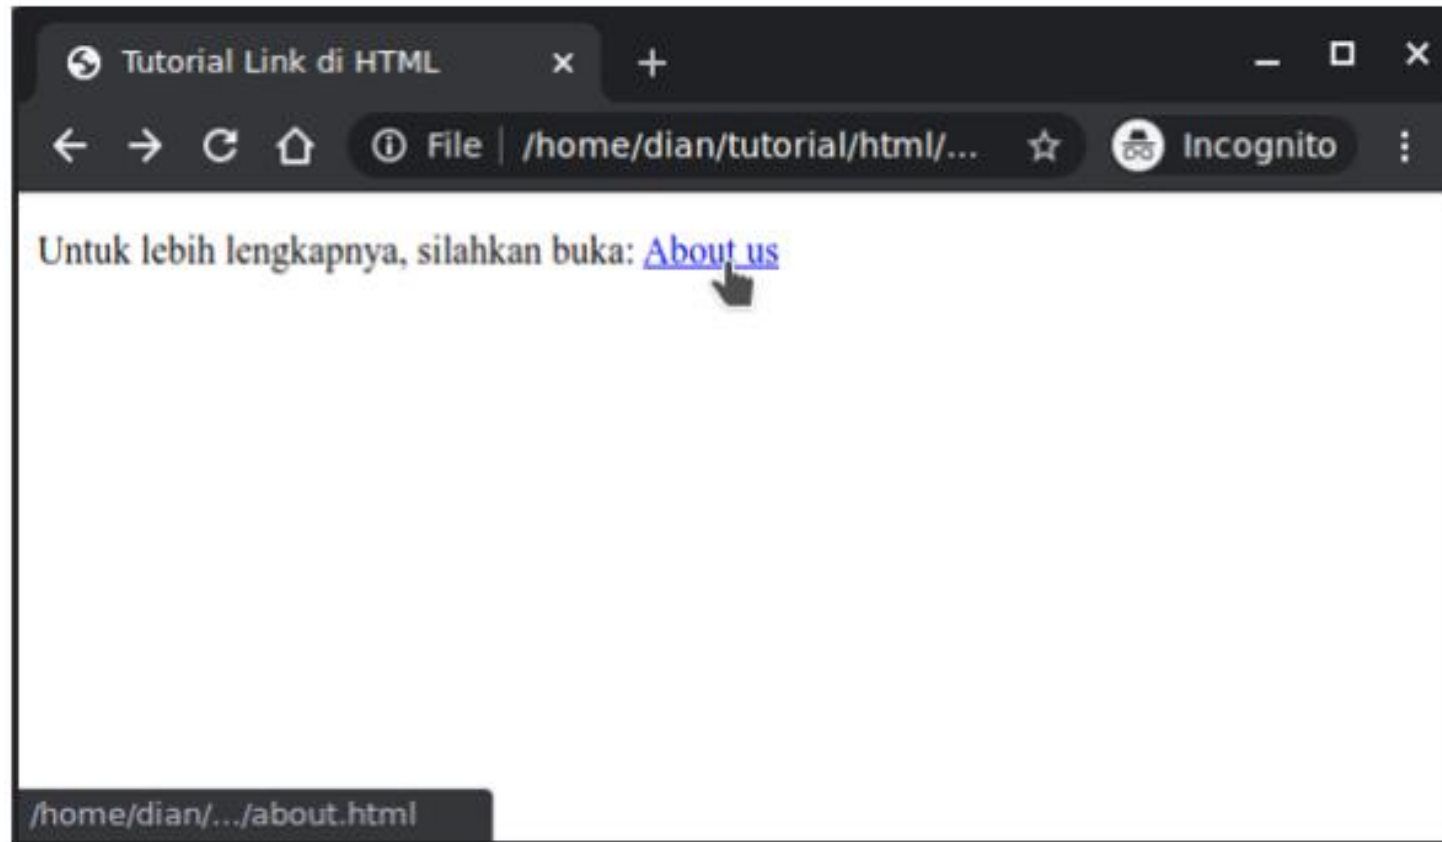 Tutorial Link di HTML
File /home/dian/tutorial/html/... Incognito
Untuk lebih lengkapnya, silahkan buka: About us
/home/dian/.../about.html